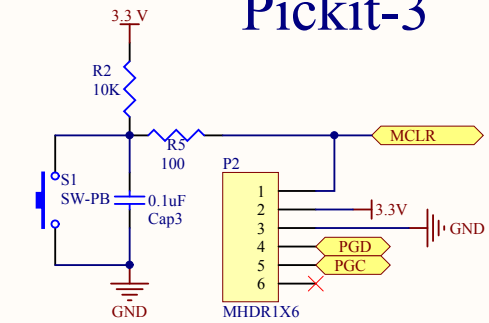 Pickit-3
3.3 V
R2
10K
R5
100
MCLR
S1
SW-PB
0.1uF
Cap3
GND
P2
1
2
3
4
5
6
3.3V
GND
PGD
PGC
MHDR1X6